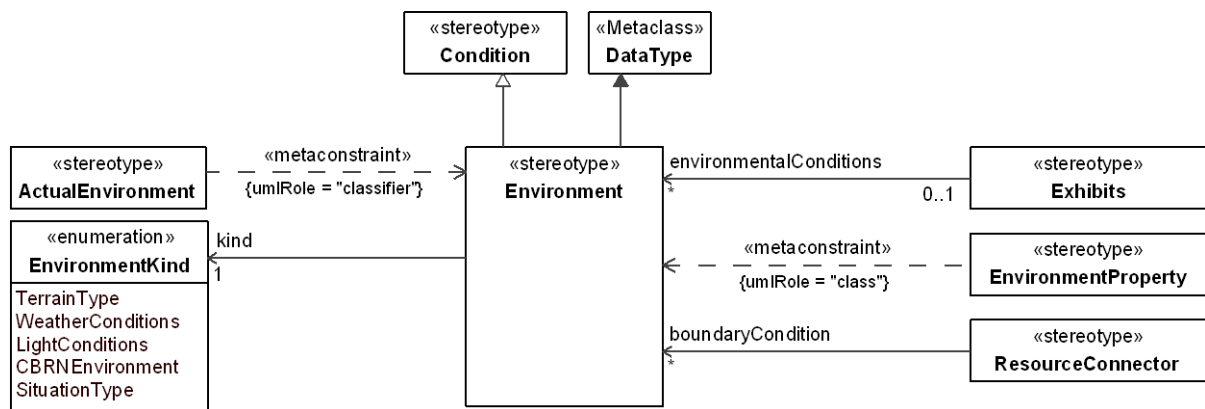 «stereotype»
Condition
«Metaclass»
DataType
«stereotype»
ActualEnvironment
«metaconstraint»
{umlRole = "classifier"}
«stereotype»
Environment
environmentalConditions
*
0..1
«stereotype»
Exhibits
«enumeration»
EnvironmentKind
TerrainType
WeatherConditions
LightConditions
CBRNEnvironment
SituationType
kind
1
«metaconstraint»
{umlRole = "class"}
«stereotype»
EnvironmentProperty
boundaryCondition
*
«stereotype»
ResourceConnector